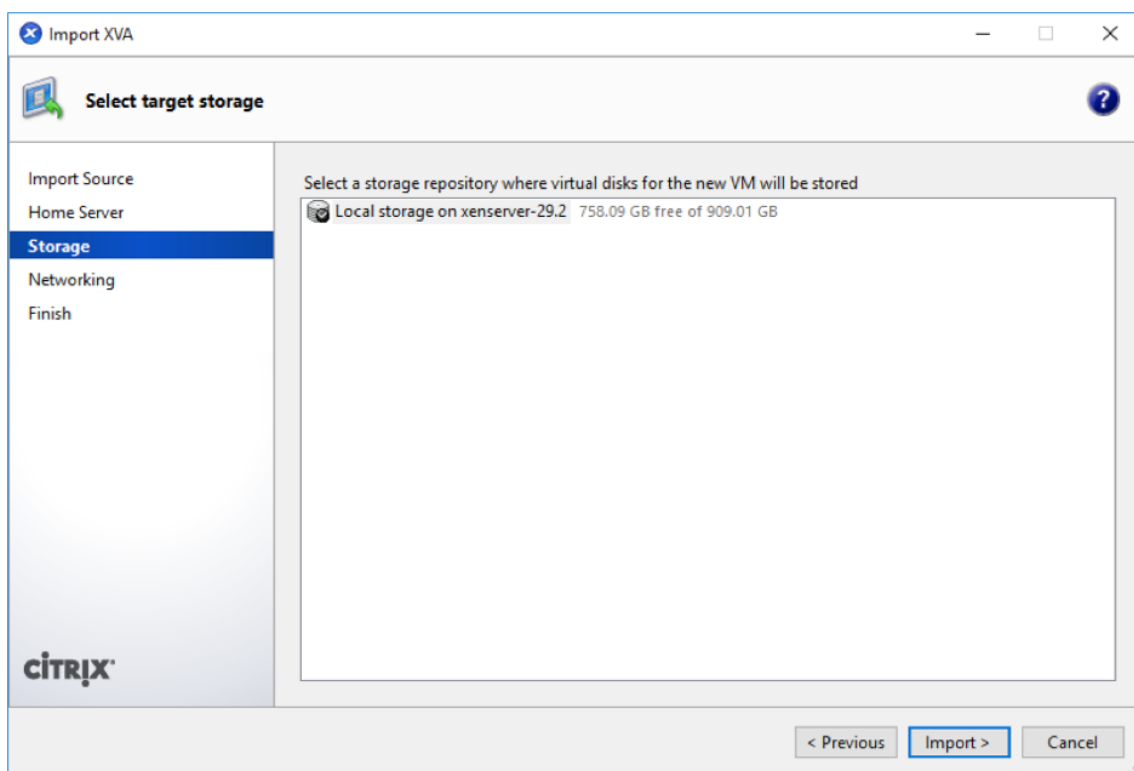 Import XVA
Select target storage
?
Import Source
Home Server
Storage
Networking
Finish
Select a storage repository where virtual disks for the new VM will be stored
Local storage on xenserver-29.2 758.09 GB free of 909.01 GB
CITRIX
< Previous
Import >
Cancel